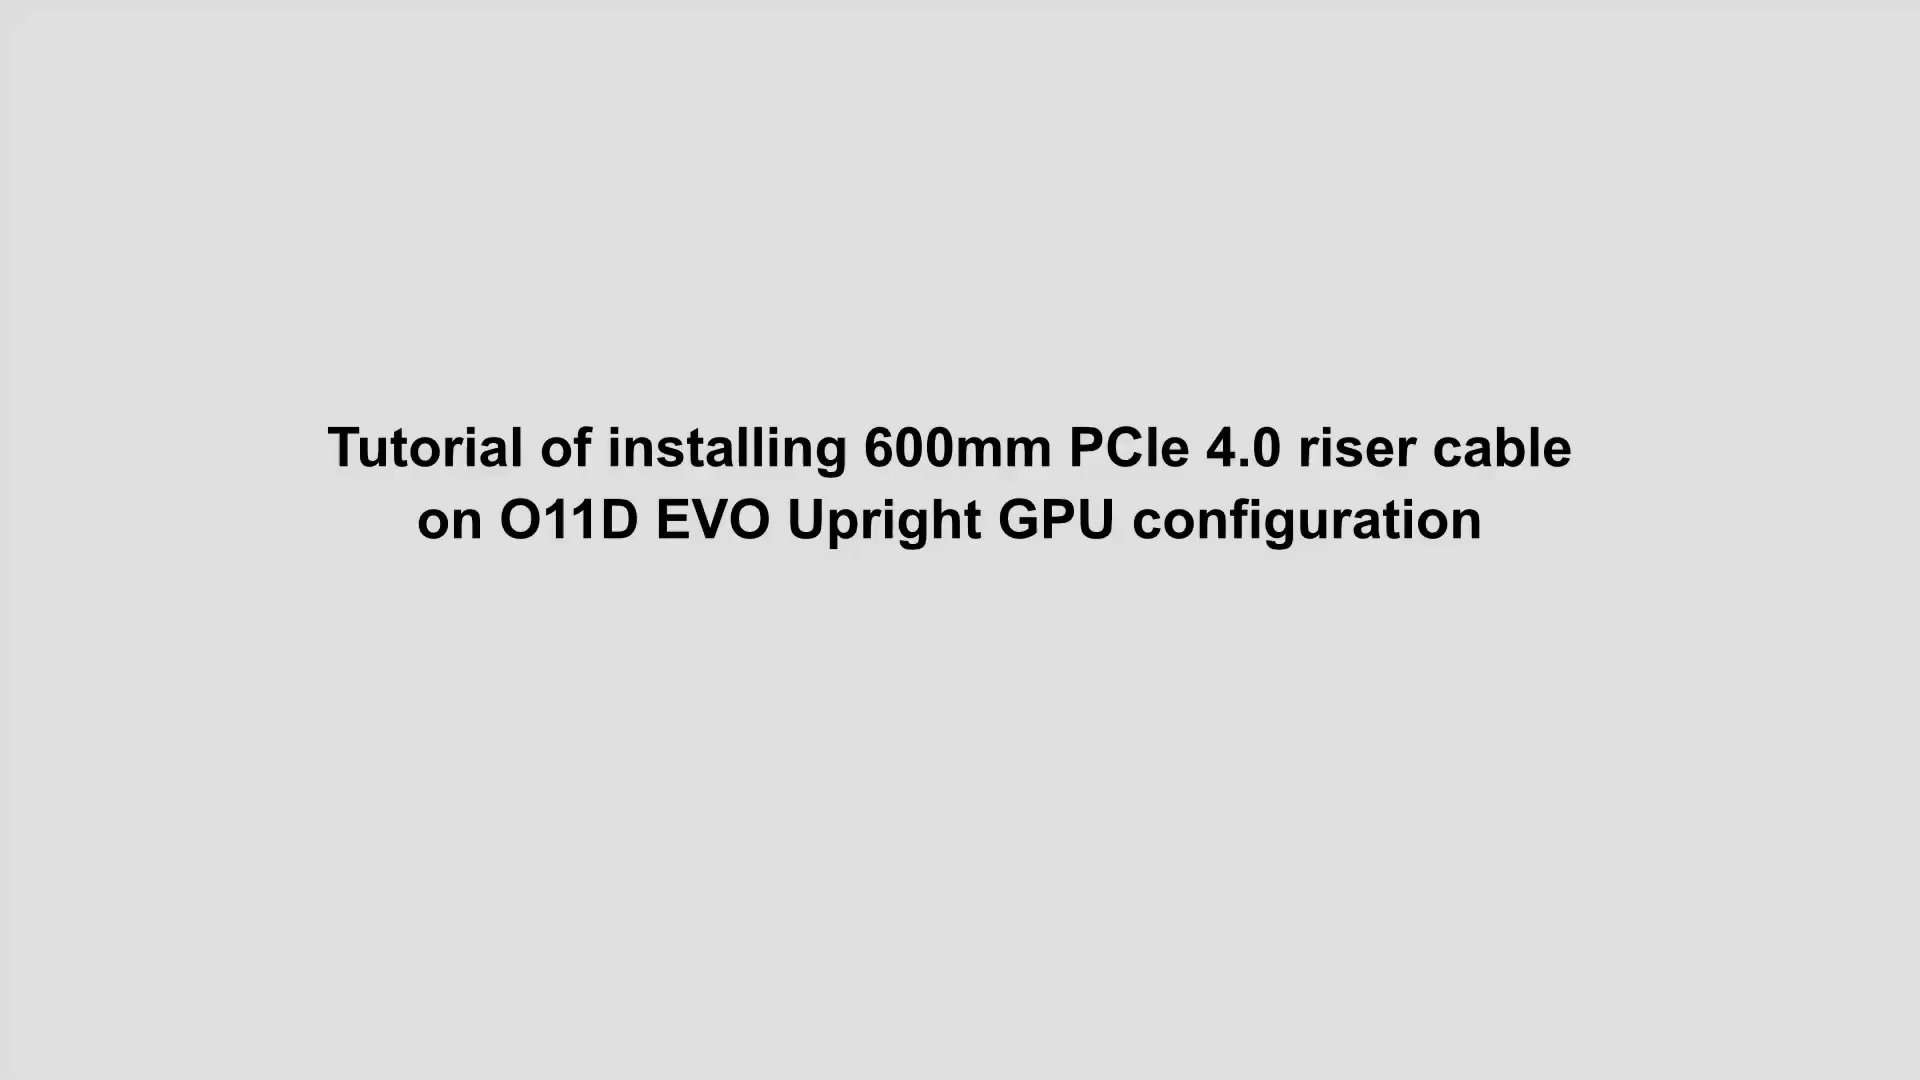 Tutorial of installing 600mm PCIe 4.0 riser cable
on O11D EVO Upright GPU configuration